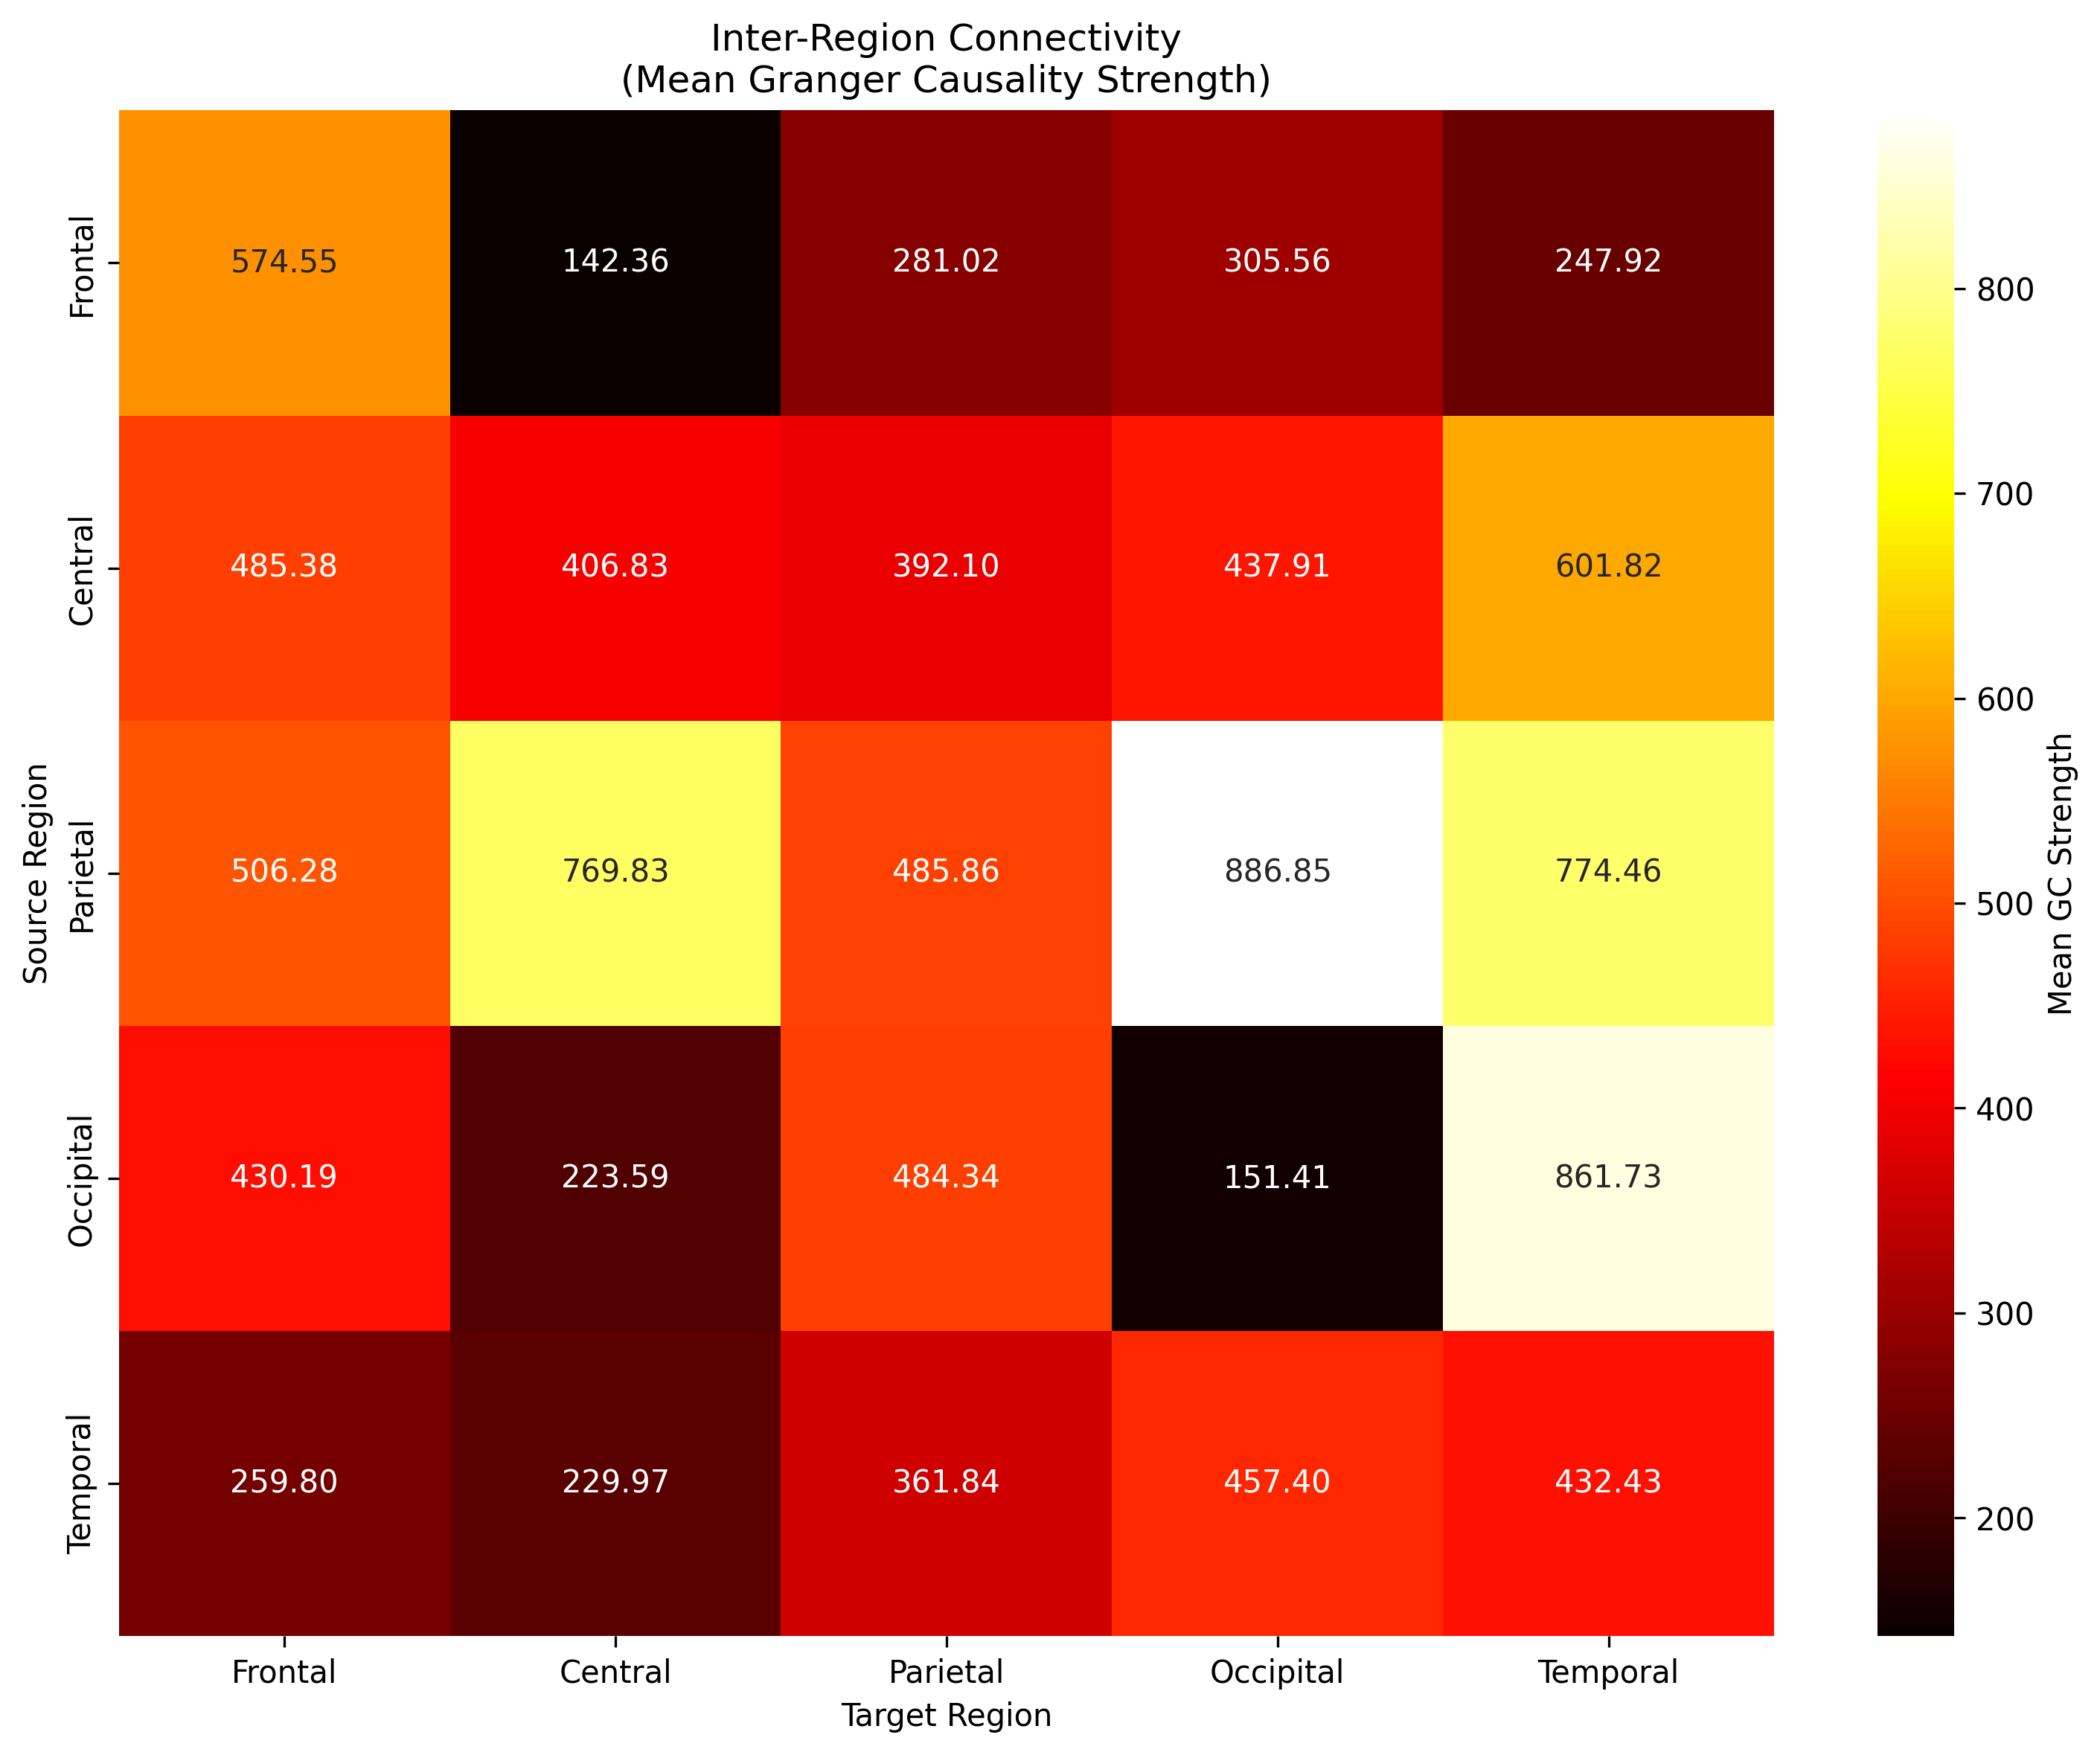 Inter-Region Connectivity
(Mean Granger Causality Strength)
Source Region
Frontal
574.55 142.36 281.02 305.56 247.92
Central
485.38 406.83 392.10 437.91 601.82
Parietal
506.28 769.83 485.86 886.85 774.46
Occipital
430.19 223.59 484.34 151.41 861.73
Temporal
259.80 229.97 361.84 457.40 432.43
Frontal Central Parietal Occipital Temporal
Target Region
800
700
600
500
400
300
200
Mean GC Strength